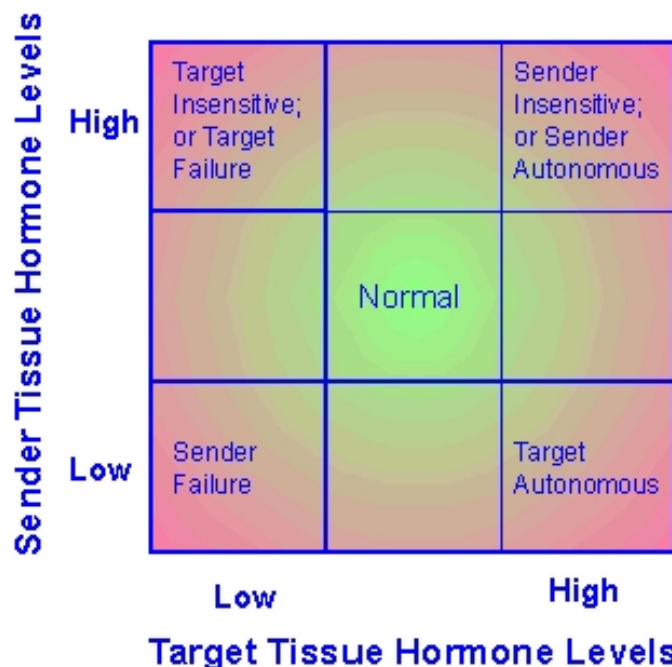 Sender Tissue Hormone Levels
High
Target
Insensitive;
or Target
Failure
Sender
Insensitive;
or Sender
Autonomous
Normal
Low
Sender
Failure
Target
Autonomous
Low
High
Target Tissue Hormone Levels